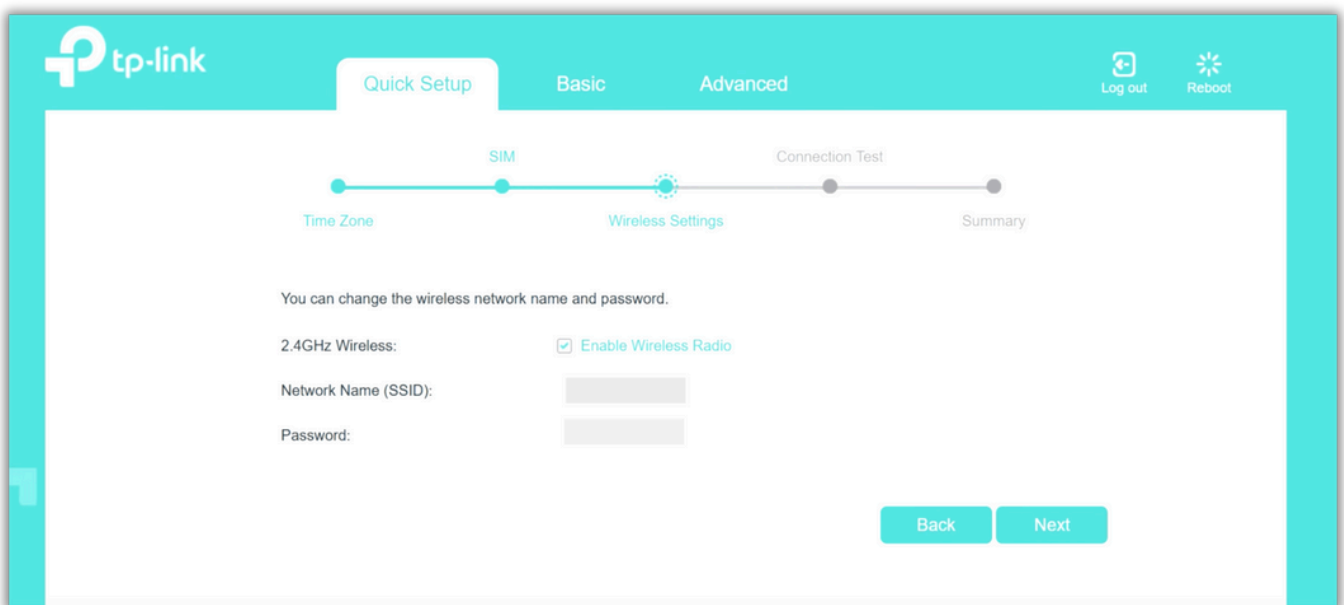 tp-link
Quick Setup Basic Advanced Log out Reboot
SIM Connection Test
Time Zone Wireless Settings Summary
You can change the wireless network name and password.
2.4GHz Wireless: Enable Wireless Radio
Network Name (SSID):
Password:
Back Next